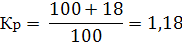 Кр = (100 + 18) / 100 = 1,18